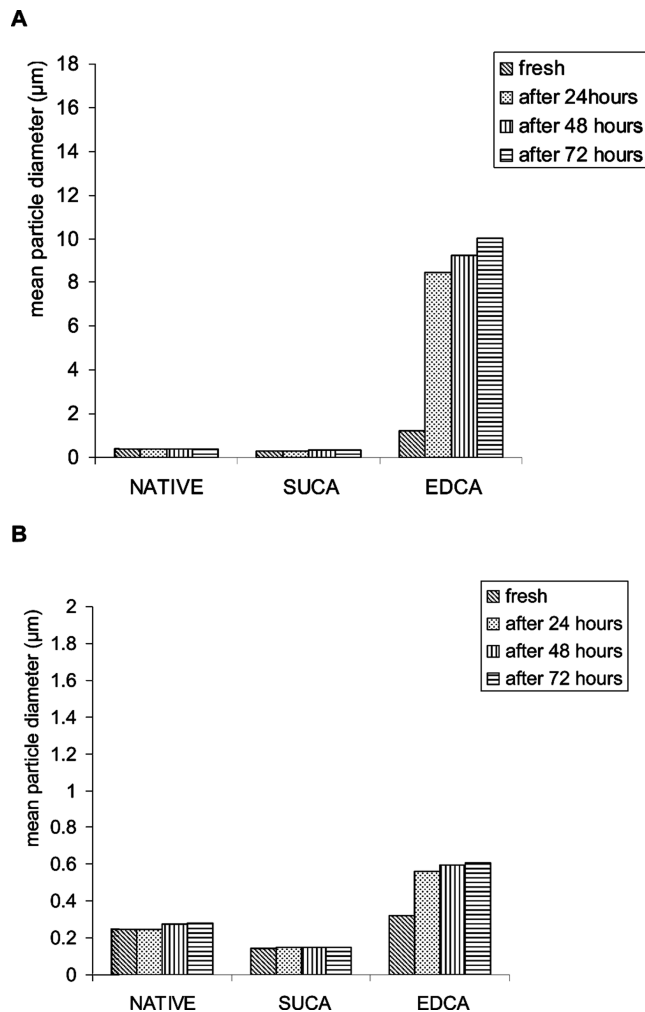 A
mean particle diameter (µm)
18
16
14
12
10
8
6
4
2
0
NATIVE
SUCA
EDCA
fresh
after 24hours
after 48 hours
after 72 hours
B
mean particle diameter (µm)
2
1.8
1.6
1.4
1.2
1
0.8
0.6
0.4
0.2
0
NATIVE
SUCA
EDCA
fresh
after 24 hours
after 48 hours
after 72 hours